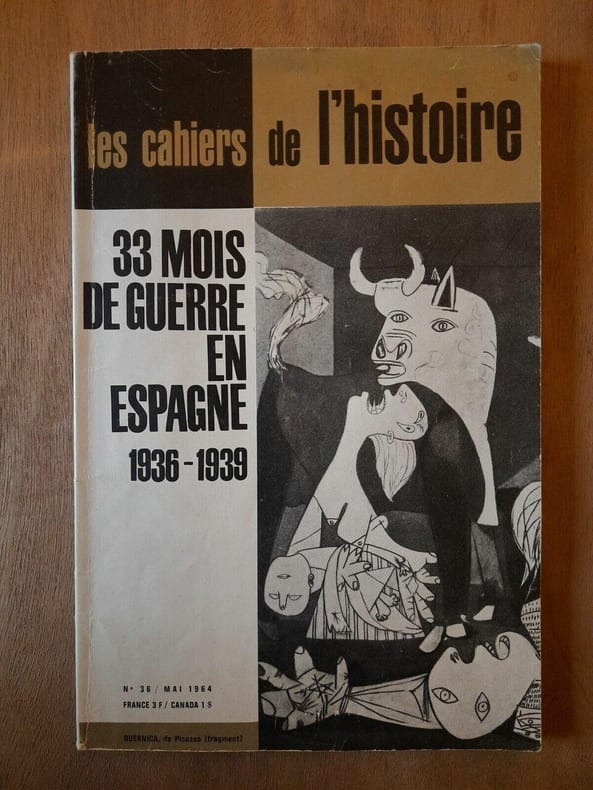 les cahiers de l'histoire
33 MOIS
DE GUERRE
EN
ESPAGNE
1936-1939
N° 36 / MAI 1964
FRANCE 3 F / CANADA 1 $
GUERNICA, de Picasso (fragment)